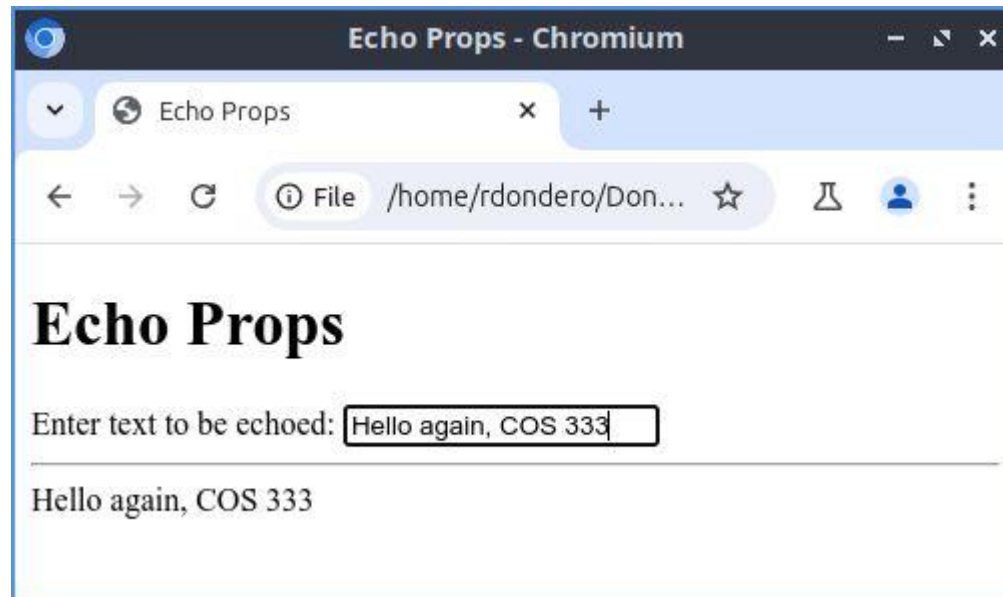 Echo Props - Chromium
Echo Props
File /home/rdondero/Don...
Echo Props
Enter text to be echoed: Hello again, COS 333
Hello again, COS 333